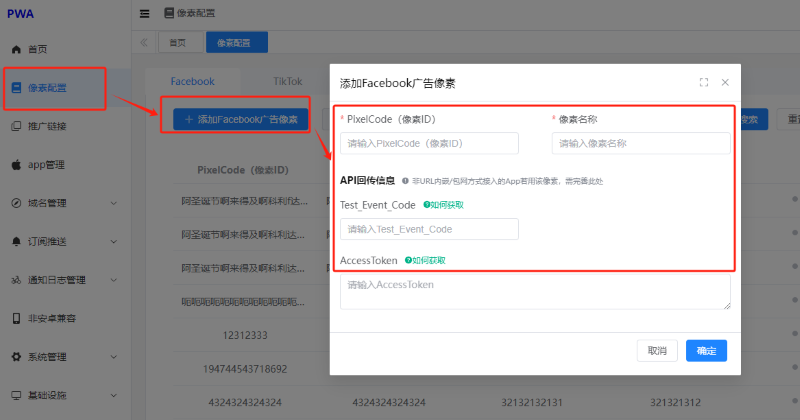 PWA
像素配置
首页
像素配置
首页
像素配置
推广链接
app管理
域名管理
订阅推送
通知日志管理
非安卓兼容
系统管理
基础设施
Facebook
TikTok
+ 添加Facebook广告像素
搜索
重
PixelCode（像素ID）
阿圣诞节啊来得及啊科利f达...
阿圣诞节啊来得及啊科利达...
阿圣诞节啊来得及啊科利达...
呃呃呃呃呃呃呃呃呃呃呃...
12312333
194744543718692
4324324324324
4324324324324
32132132131
321321312
添加Facebook广告像素
* PixelCode（像素ID）
* 像素名称
请输入PixelCode（像素ID）
请输入像素名称
API回传信息
非URL内嵌/包网方式接入的App若用该像素，需完善此处
Test_Event_Code
如何获取
请输入Test_Event_Code
AccessToken
如何获取
请输入AccessToken
取消
确定